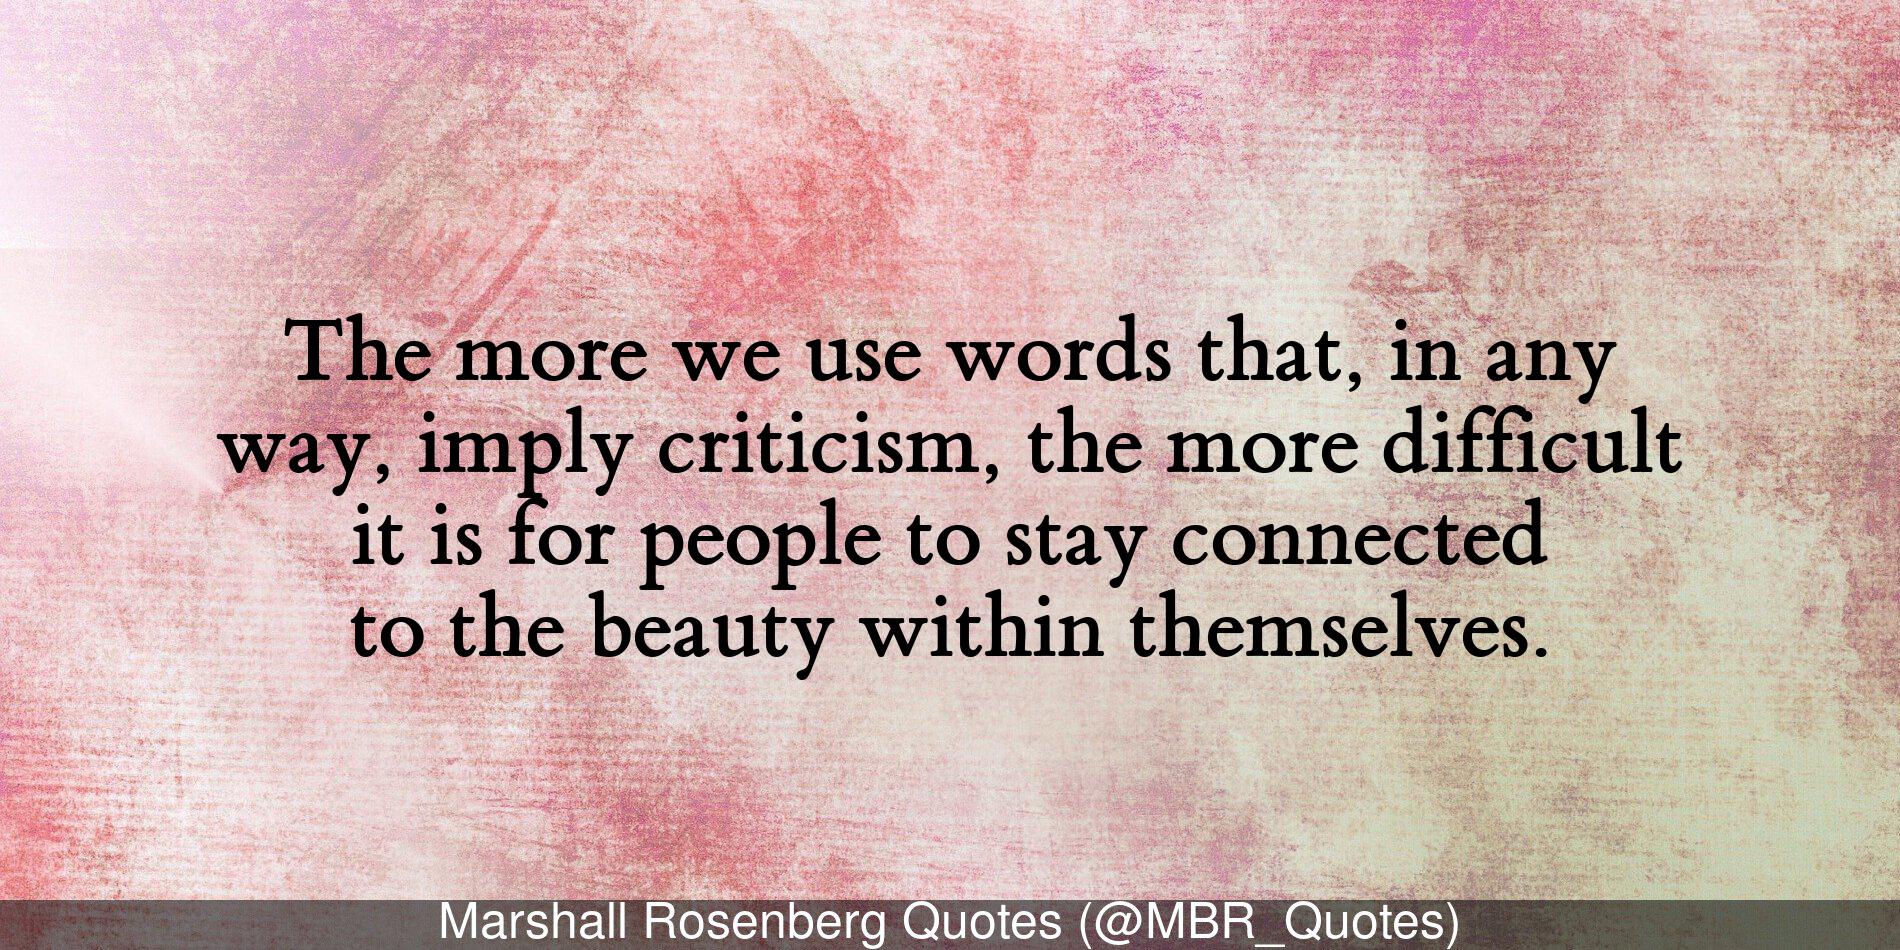 The more we use words that, in any
way, imply criticism, the more difficult
it is for people to stay connected
to the beauty within themselves.
Marshall Rosenberg Quotes (@MBR_Quotes)